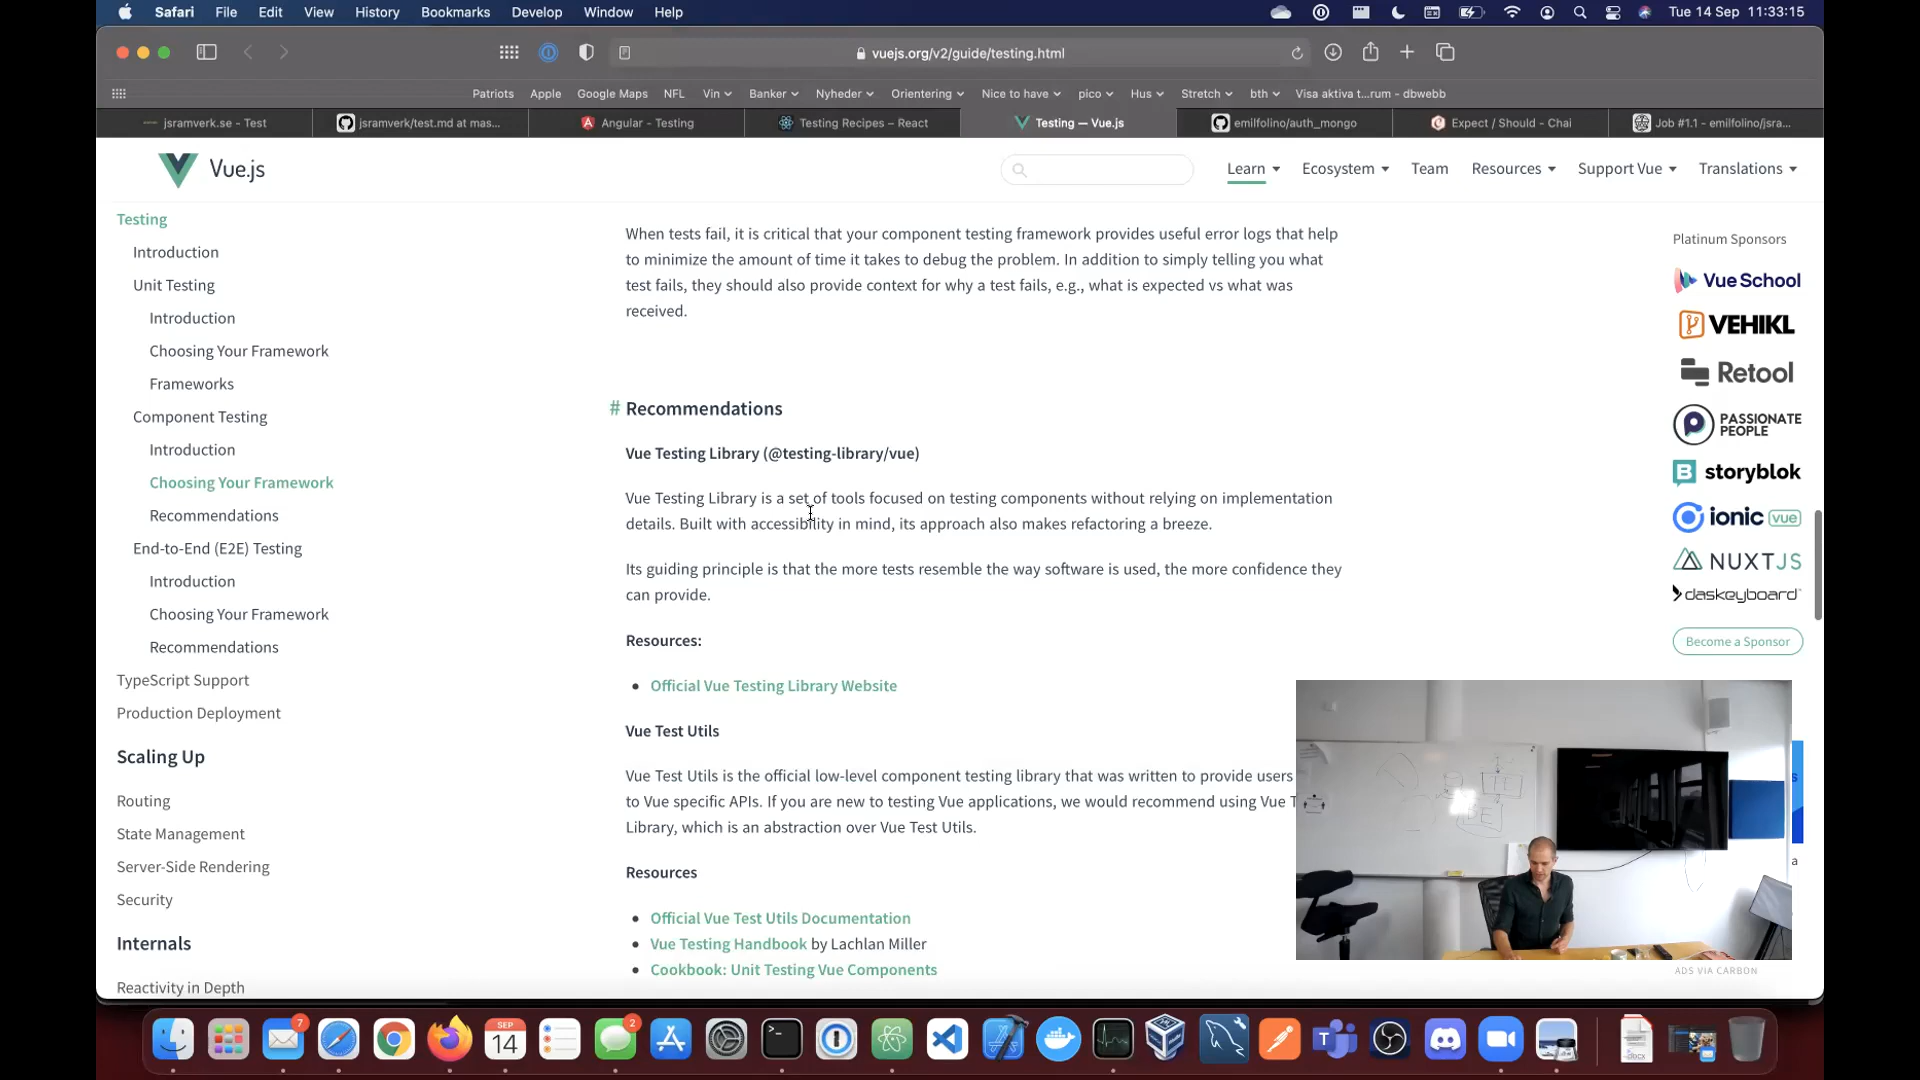 Safari File Edit View History Bookmarks Develop Window Help
Tue 14 Sep 11:33:15
vuejs.org/v2/guide/testing.html
Patriots Apple Google Maps NFL Vin Banker Nyheder Orientering Nice to have pico Hus Stretch bth Visa aktiva t...rum - dbwebb
jsramverk.se - Test
jsramverk/test.md at mas...
Angular - Testing
Testing Recipes – React
Testing — Vue.js
emilfolino/auth_mongo
Expect / Should - Chai
Job #1.1 - emilfolino/jsra...
Vue.js
Learn Ecosystem Team Resources Support Vue Translations
Testing
Introduction
Unit Testing
Introduction
Choosing Your Framework
Frameworks
Component Testing
Introduction
Choosing Your Framework
Recommendations
End-to-End (E2E) Testing
Introduction
Choosing Your Framework
Recommendations
TypeScript Support
Production Deployment
Scaling Up
Routing
State Management
Server-Side Rendering
Security
Internals
Reactivity in Depth
When tests fail, it is critical that your component testing framework provides useful error logs that help
to minimize the amount of time it takes to debug the problem. In addition to simply telling you what
test fails, they should also provide context for why a test fails, e.g., what is expected vs what was
received.
# Recommendations
Vue Testing Library (@testing-library/vue)
Vue Testing Library is a set of tools focused on testing components without relying on implementation
details. Built with accessibility in mind, its approach also makes refactoring a breeze.
Its guiding principle is that the more tests resemble the way software is used, the more confidence they
can provide.
Resources:
• Official Vue Testing Library Website
Vue Test Utils
Vue Test Utils is the official low-level component testing library that was written to provide users
to Vue specific APIs. If you are new to testing Vue applications, we would recommend using Vue T
Library, which is an abstraction over Vue Test Utils.
Resources
• Official Vue Test Utils Documentation
• Vue Testing Handbook by Lachlan Miller
• Cookbook: Unit Testing Vue Components
Platinum Sponsors
Vue School
VEHIKL
Retool
PASSIONATE
PEOPLE
storyblok
ionic vue
NUXTJS
daskeyboard
Become a Sponsor
s
a
ADS VIA CARBON
7
SEP
14
2